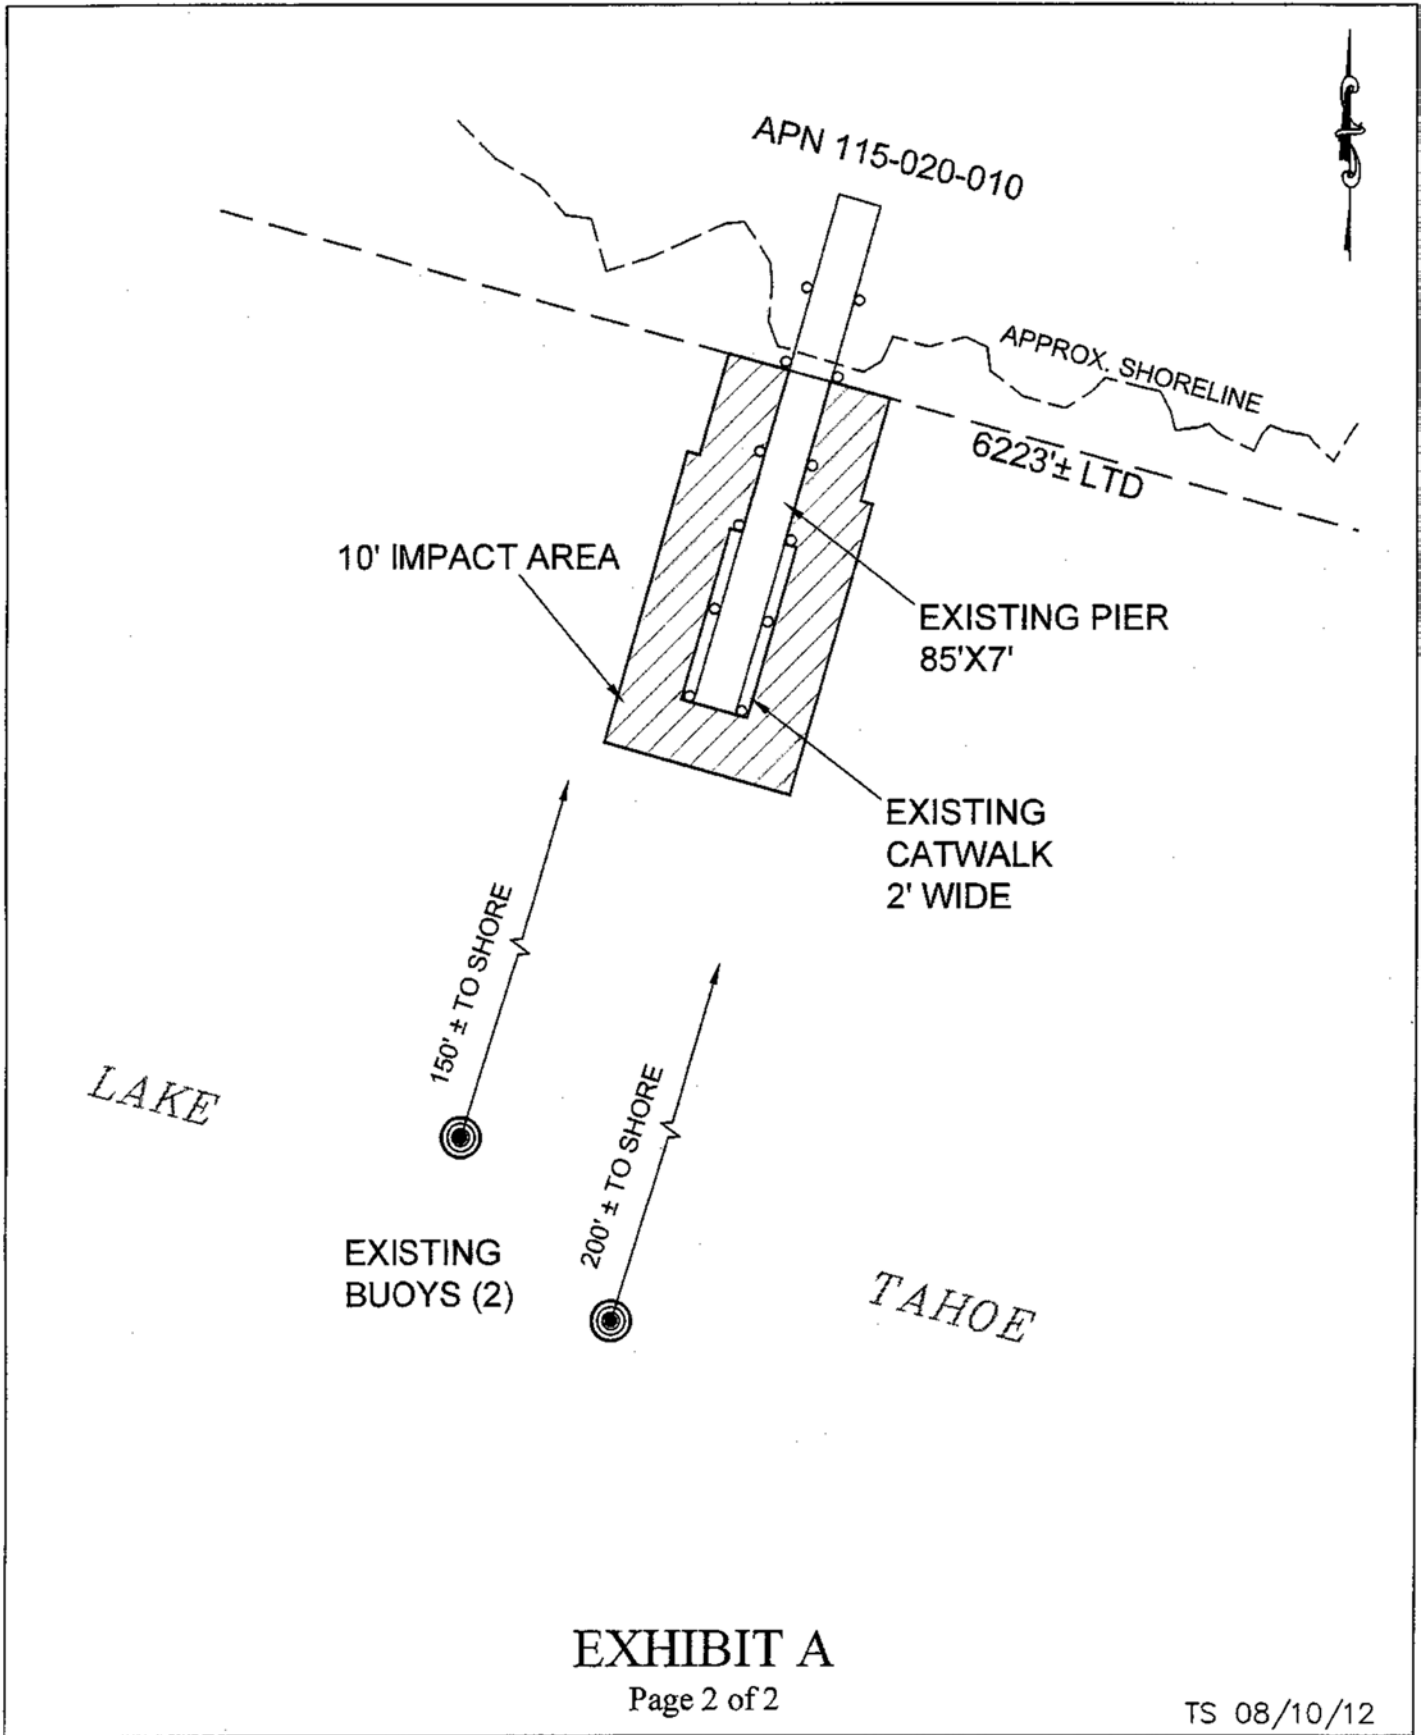 APN 115-020-010
APPROX. SHORELINE
6223'± LTD
10' IMPACT AREA
EXISTING PIER
85'X7'
EXISTING
CATWALK
2' WIDE
150' ± TO SHORE
LAKE
200' ± TO SHORE
EXISTING
BUOYS (2)
TAHOE
EXHIBIT A
Page 2 of 2
TS 08/10/12